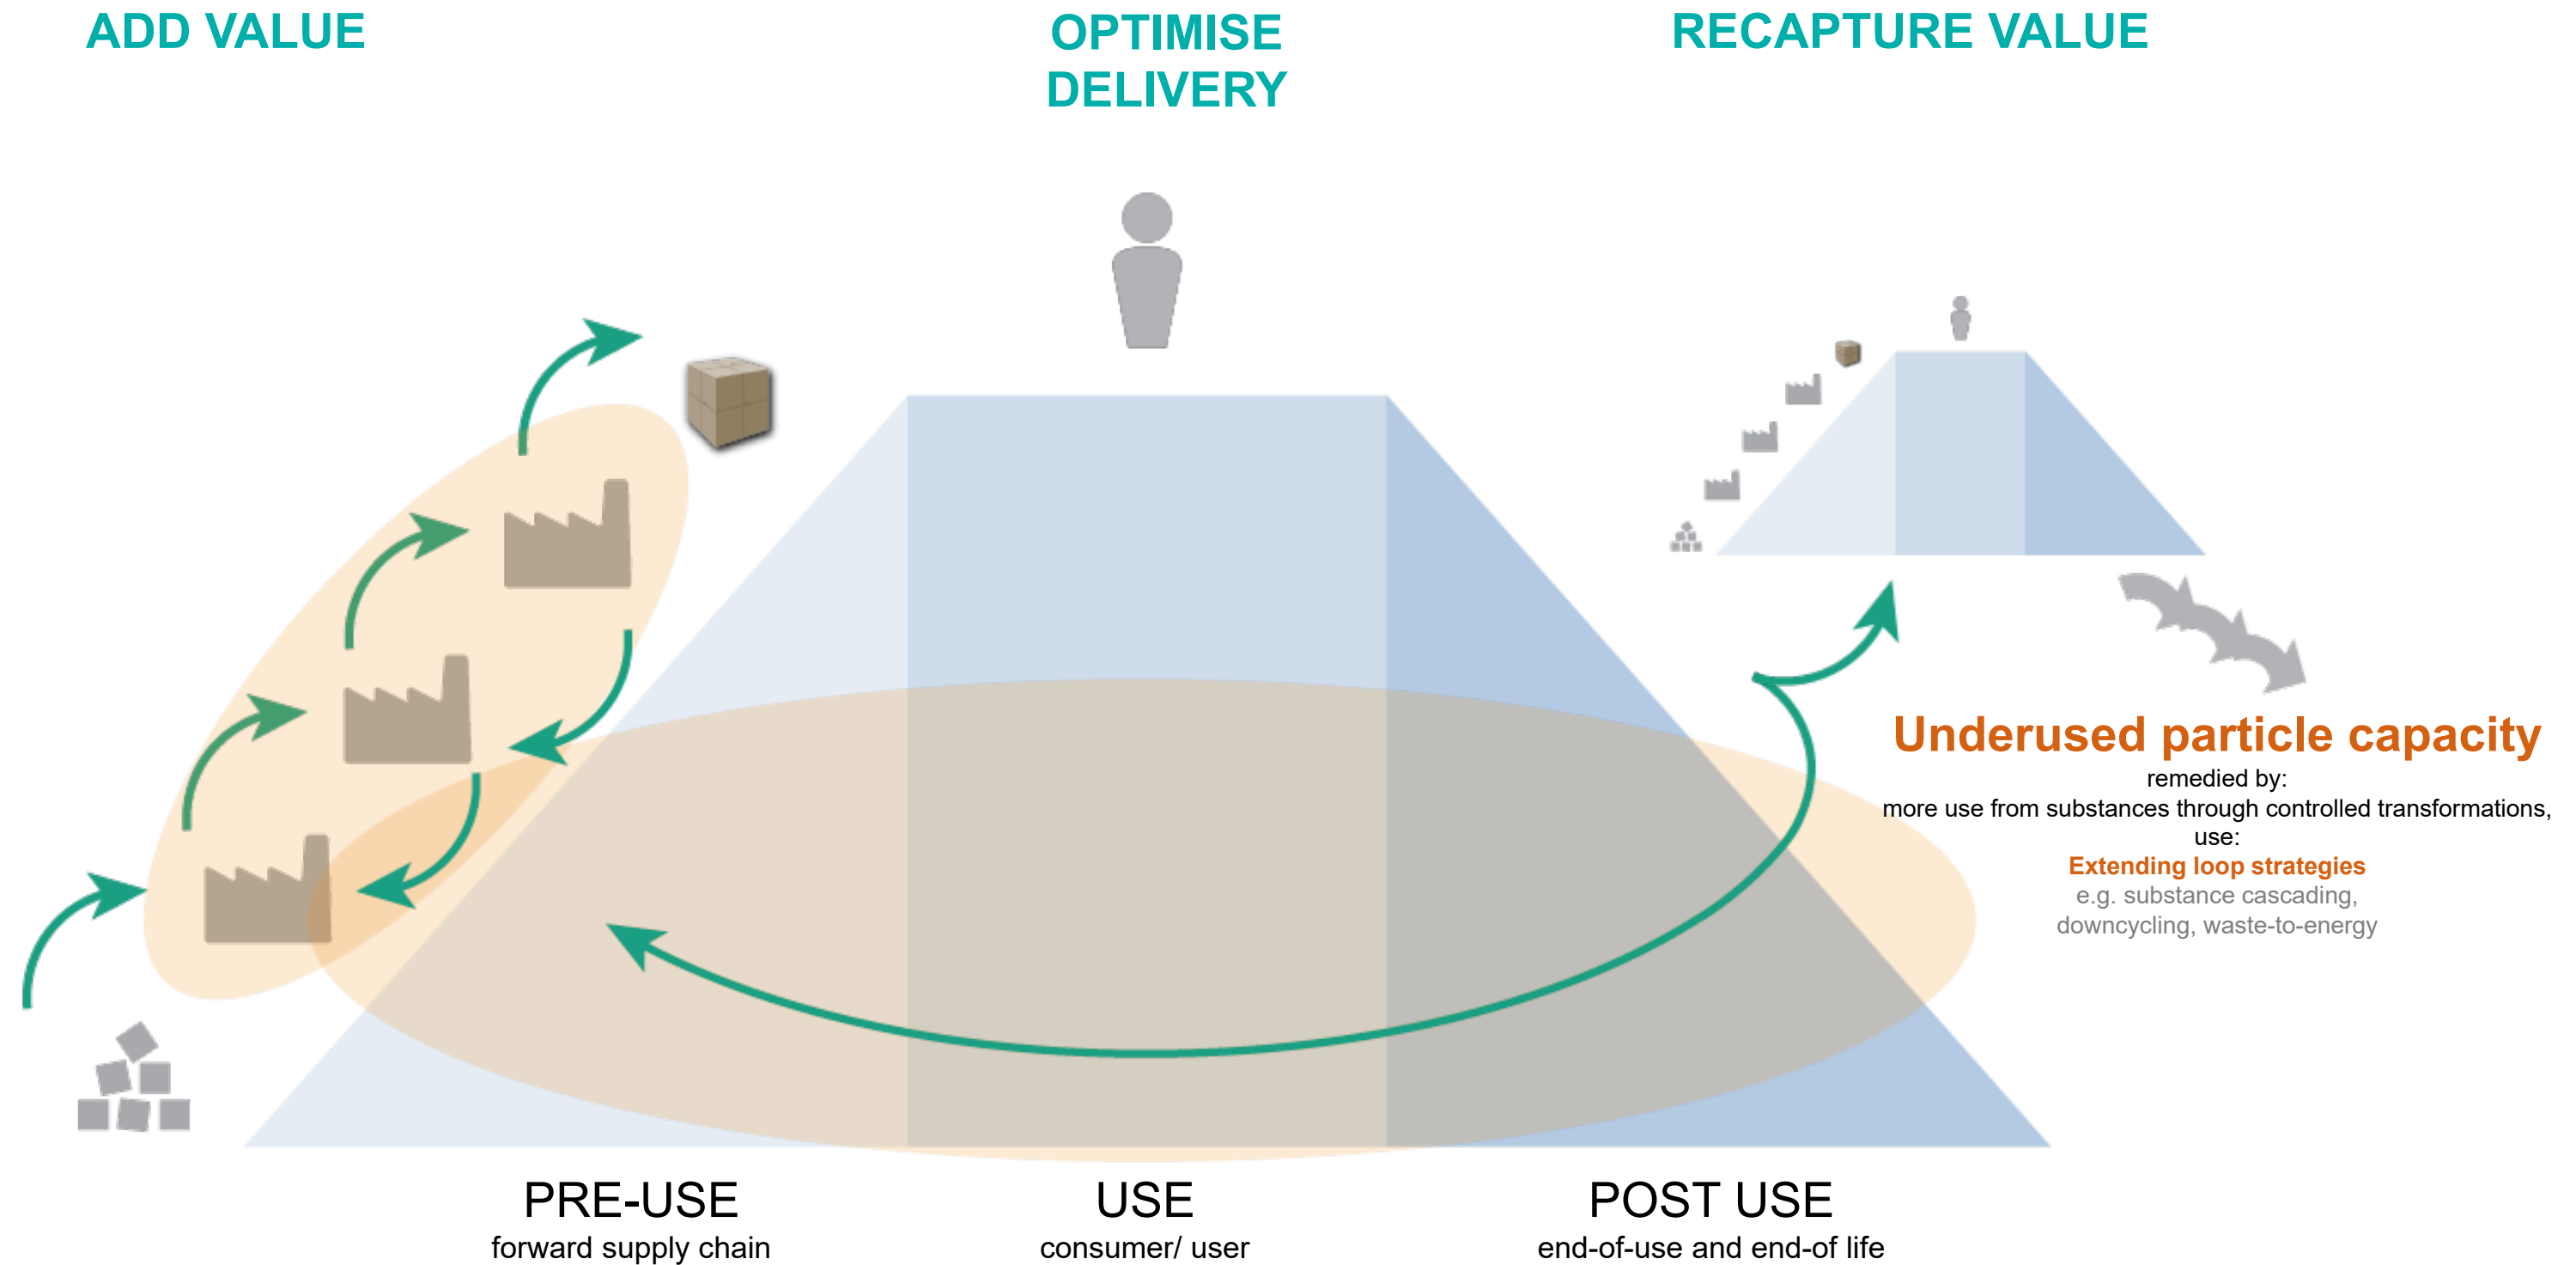 ADD VALUE
OPTIMISE
DELIVERY
RECAPTURE VALUE
Underused particle capacity
remedied by:
more use from substances through controlled transformations,
use:
Extending loop strategies
e.g. substance cascading,
downcycling, waste-to-energy
PRE-USE
forward supply chain
USE
consumer/ user
POST USE
end-of-use and end-of life